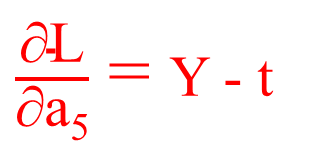 ∂L/∂a₅ = Y - t